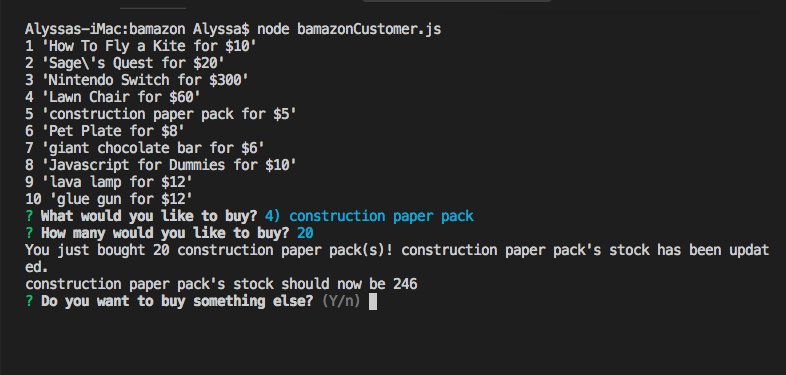 Alyssas-iMac:bamazon Alyssa$ node bamazonCustomer.js
1 'How To Fly a Kite for $10'
2 'Sage\'s Quest for $20'
3 'Nintendo Switch for $300'
4 'Lawn Chair for $60'
5 'construction paper pack for $5'
6 'Pet Plate for $8'
7 'giant chocolate bar for $6'
8 'Javascript for Dummies for $10'
9 'lava lamp for $12'
10 'glue gun for $12'
? What would you like to buy? 4) construction paper pack
? How many would you like to buy? 20
You just bought 20 construction paper pack(s)! construction paper pack's stock has been updat
ed.
construction paper pack's stock should now be 246
? Do you want to buy something else? (Y/n)